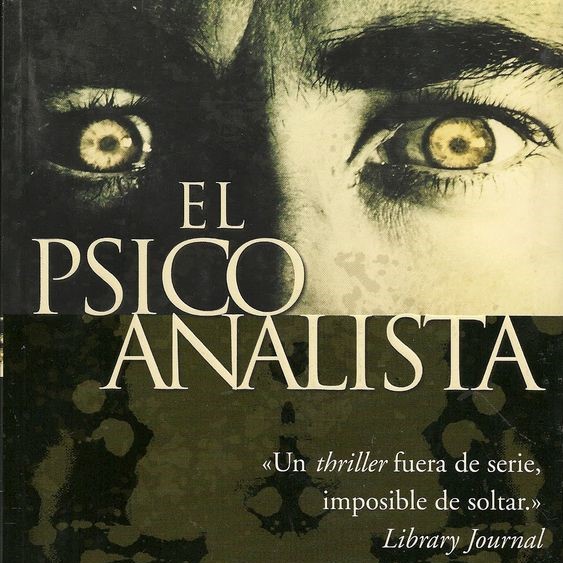 EL
PSICO
ANALISTA
«Un thriller fuera de serie,
imposible de soltar.»
Library Journal